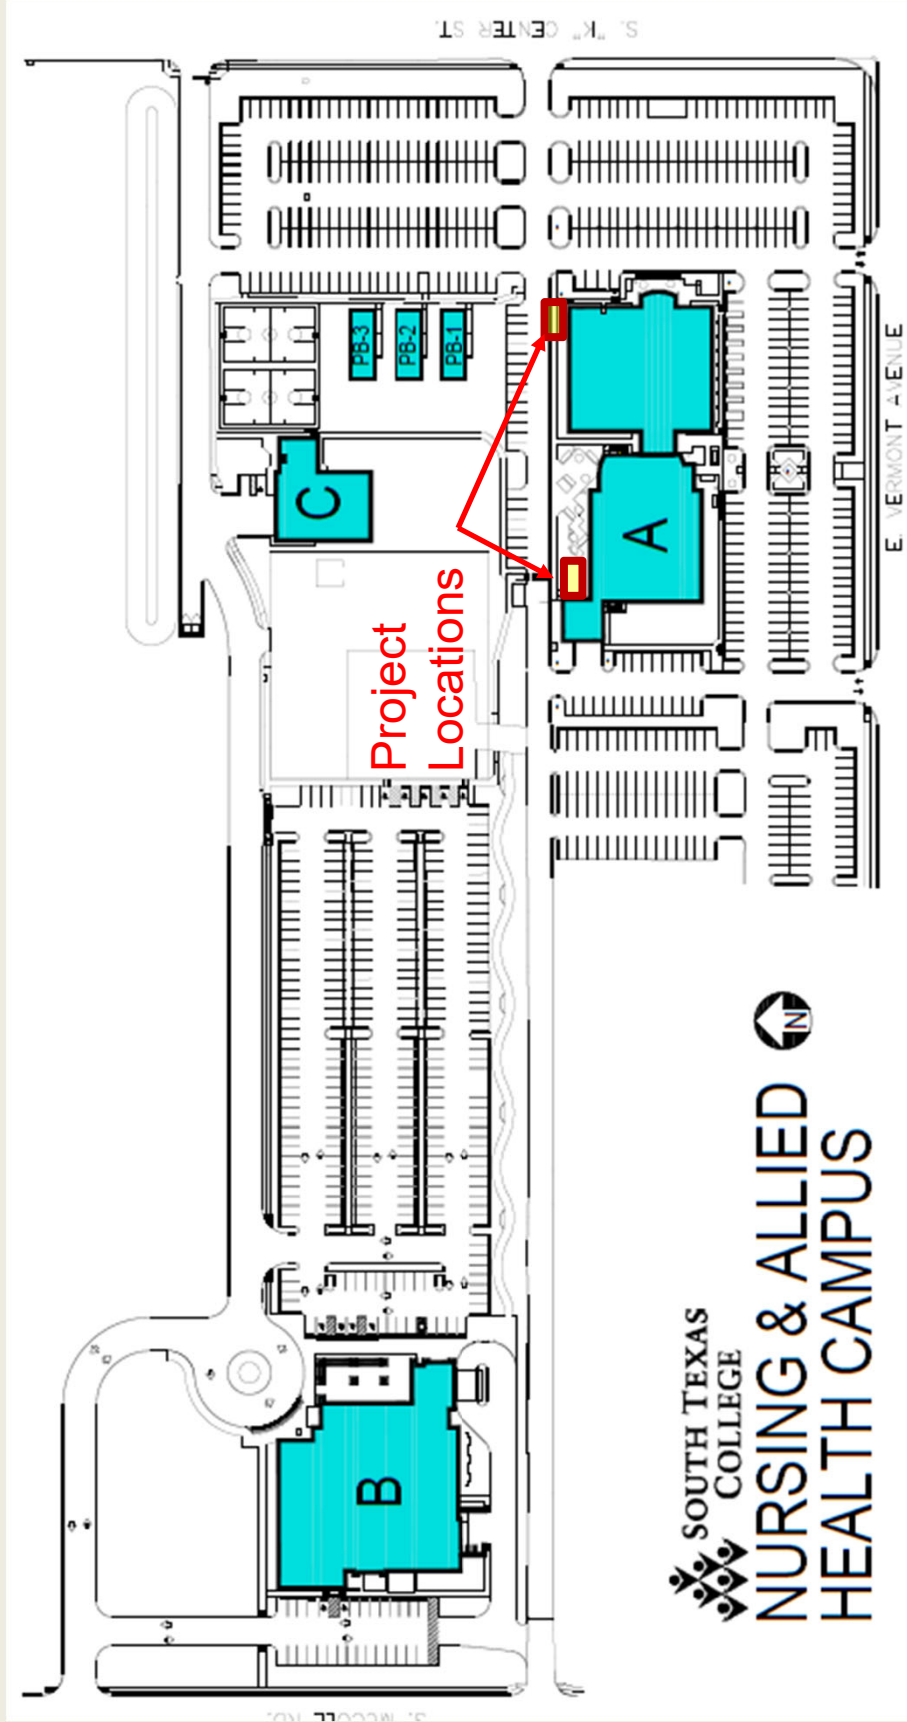 S. "K" CENTER ST.
PB-3
PB-2
PB-1
C
A
Project
Locations
E. VERMONT AVENUE
N
B
SOUTH TEXAS
COLLEGE
NURSING & ALLIED
HEALTH CAMPUS
S. McCOLL RD.